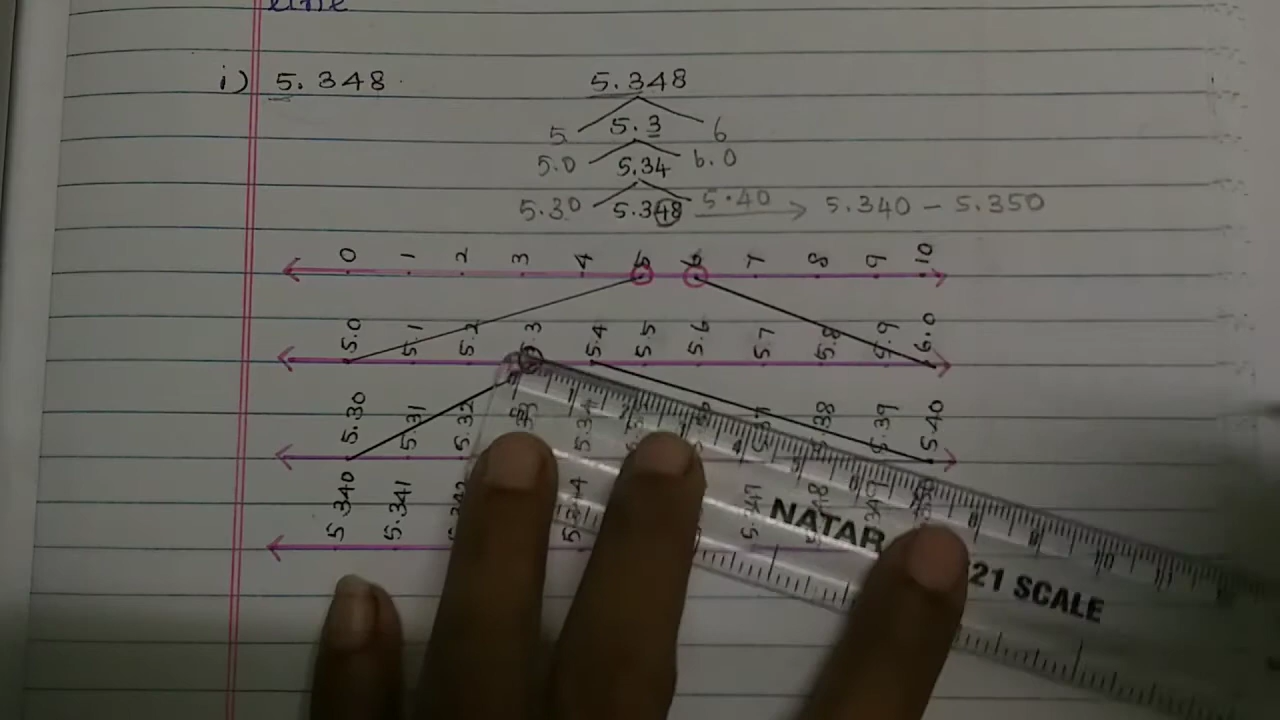 i) 5.348 5.348
5 5.3 6
5.0 5.34 6.0
5.30 5.348 5.40 5.340 - 5.350
0 1 2 3 4 5 6 7 8 9 10
5.0 5.1 5.2 5.3 5.4 5.5 5.6 5.7 5.8 5.9 6.0
5.30 5.31 5.32 5.38 5.39 5.40
5.340 5.341 5.347
NATAR
21 SCALE